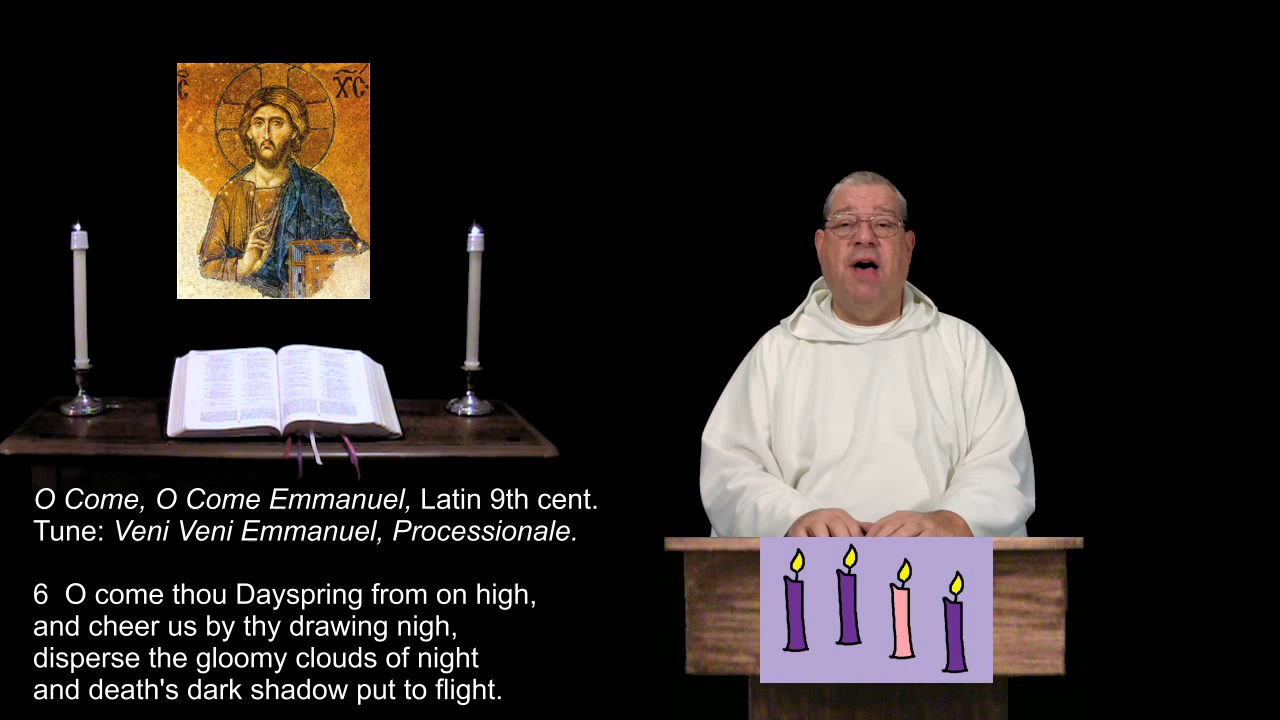 XC
O Come, O Come Emmanuel, Latin 9th cent.
Tune: Veni Veni Emmanuel, Processionale.
6 O come thou Dayspring from on high,
and cheer us by thy drawing nigh,
disperse the gloomy clouds of night
and death's dark shadow put to flight.